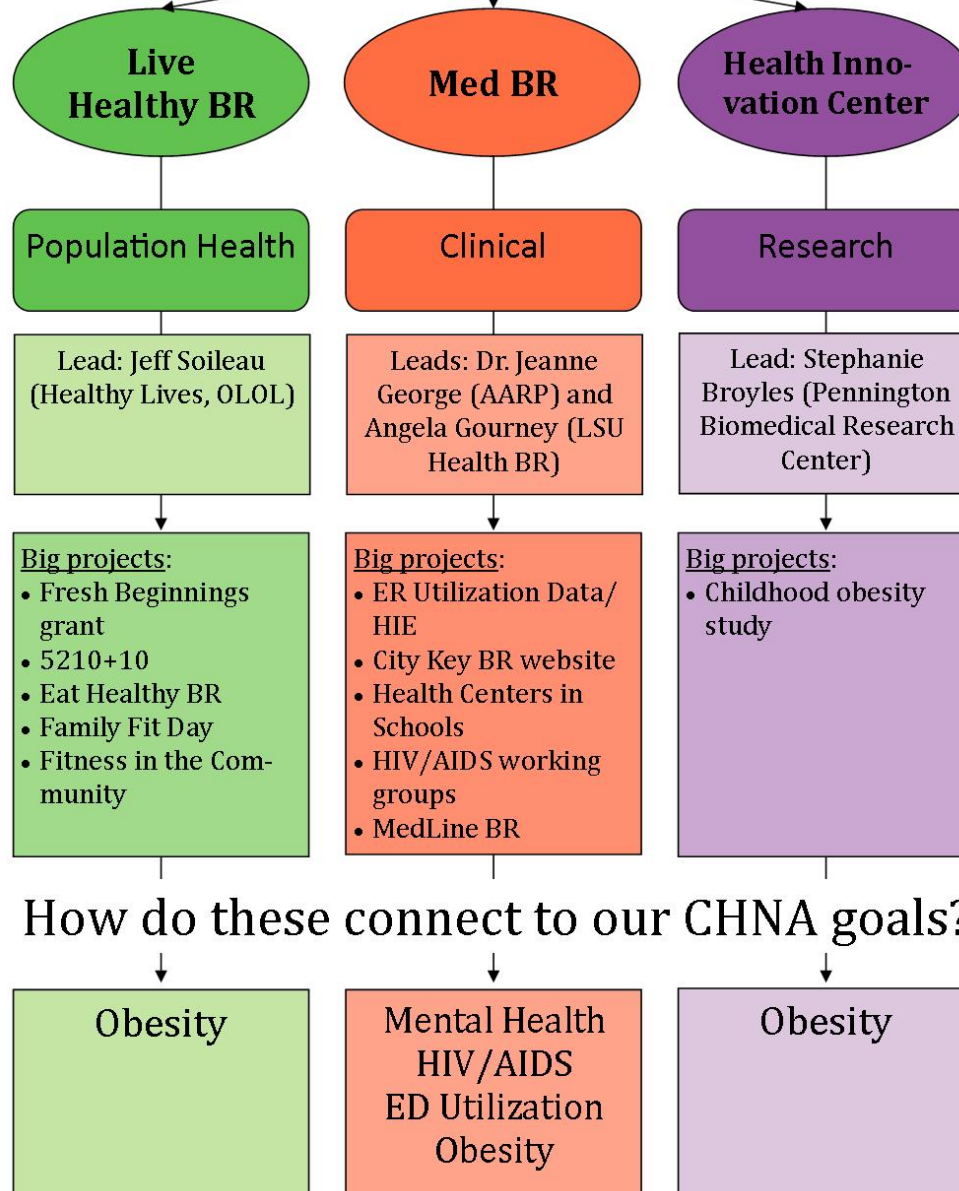 Live
Healthy BR
Med BR
Health Inno-
vation Center
Population Health
Clinical
Research
Lead: Jeff Soileau
(Healthy Lives, OLOL)
Leads: Dr. Jeanne
George (AARP) and
Angela Gourney (LSU
Health BR)
Lead: Stephanie
Broyles (Pennington
Biomedical Research
Center)
Big projects:
• Fresh Beginnings
grant
• 5210+10
• Eat Healthy BR
• Family Fit Day
• Fitness in the Com-
munity
Big projects:
• ER Utilization Data/
HIE
• City Key BR website
• Health Centers in
Schools
• HIV/AIDS working
groups
• MedLine BR
Big projects:
• Childhood obesity
study
How do these connect to our CHNA goals?
Obesity
Mental Health
HIV/AIDS
ED Utilization
Obesity
Obesity